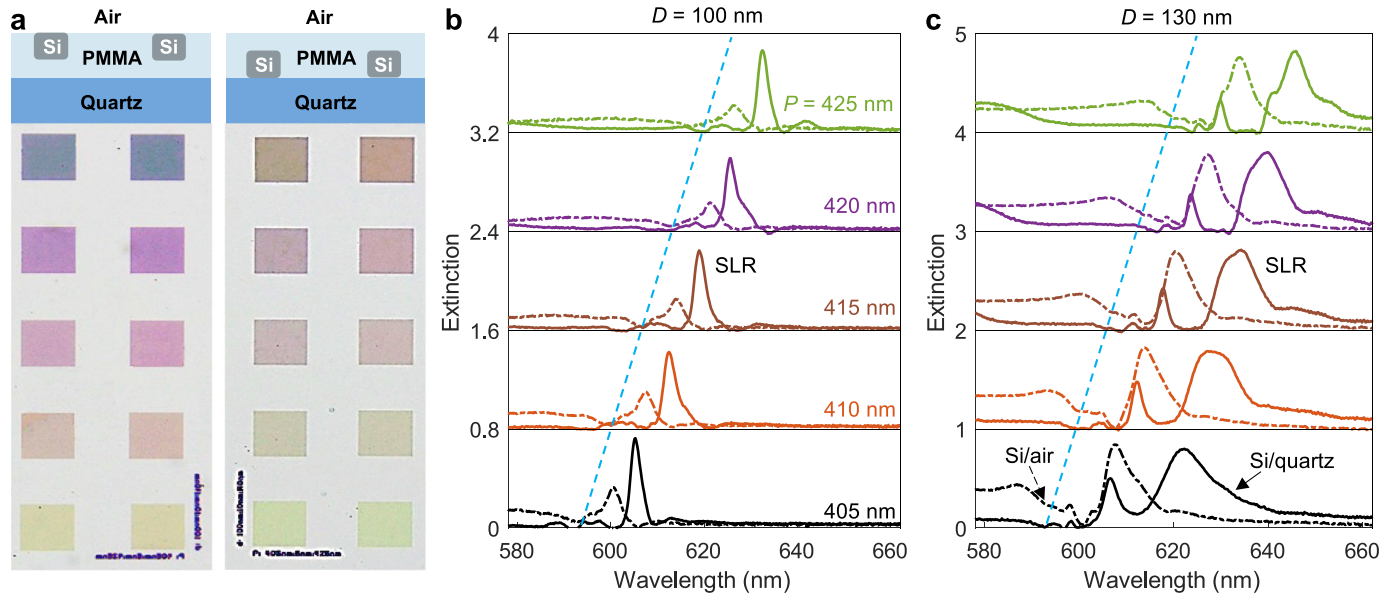 a
Air
Si
Si
PMMA
Quartz
Air
PMMA
Si
Si
Quartz
b
D = 100 nm
4
3.2
2.4
1.6
0.8
0
Extinction
P = 425 nm
420 nm
SLR
415 nm
410 nm
405 nm
580
600
620
640
660
Wavelength (nm)
c
D = 130 nm
5
4
3
2
1
0
Extinction
SLR
Si/air
Si/quartz
580
600
620
640
660
Wavelength (nm)